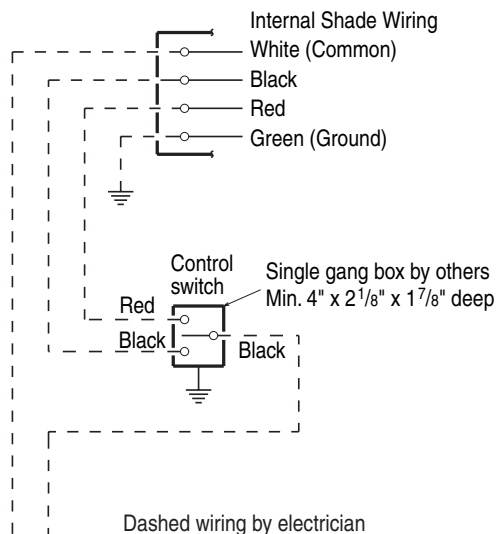 Internal Shade Wiring
White (Common)
Black
Red
Green (Ground)
Control
switch
Single gang box by others
Min. 4" x 2 1/8" x 1 7/8" deep
Red
Black
Black
Dashed wiring by electrician